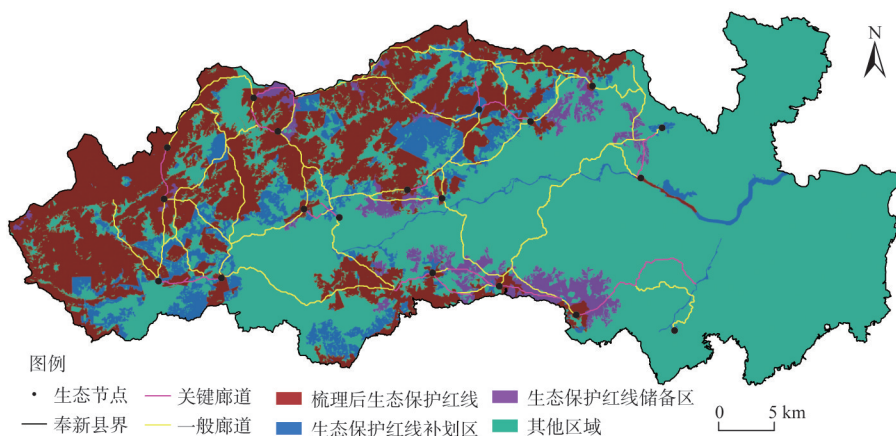 N
图例
生态节点 关键廊道 梳理后生态保护红线 生态保护红线储备区
奉新县界 一般廊道 生态保护红线补划区 其他区域
0 5 km